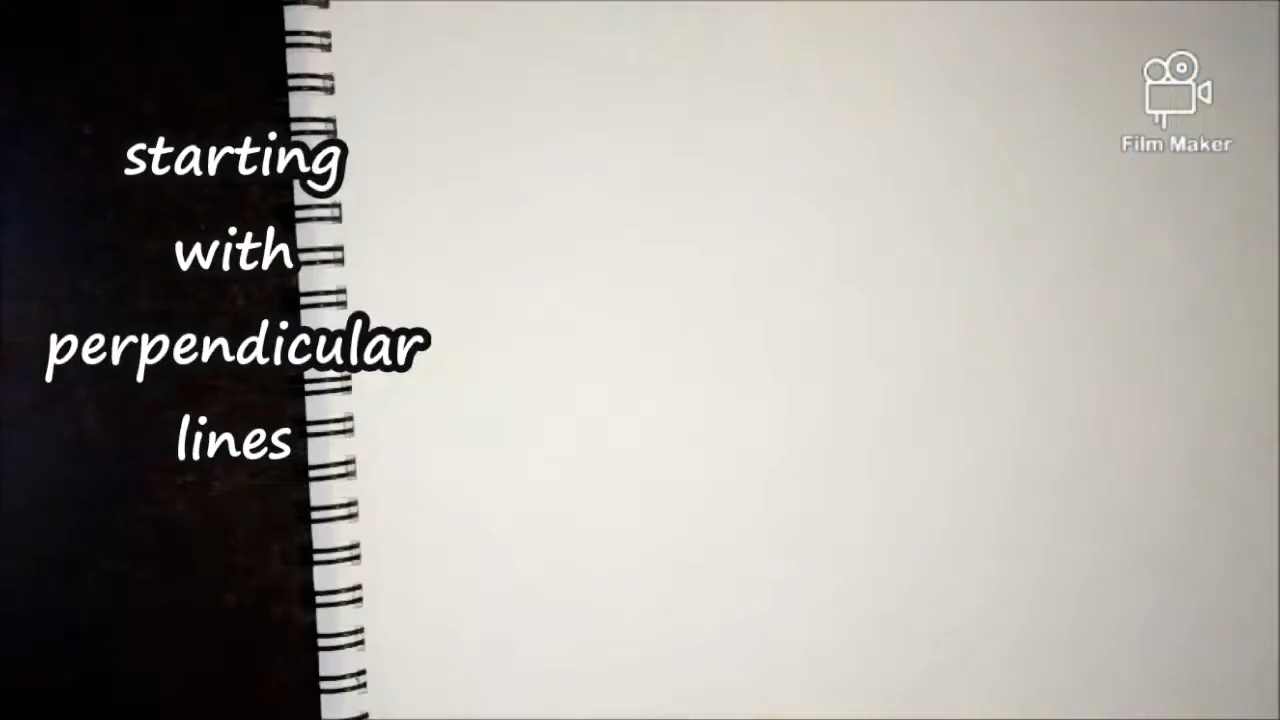 starting
with
perpendicular
lines
Film Maker